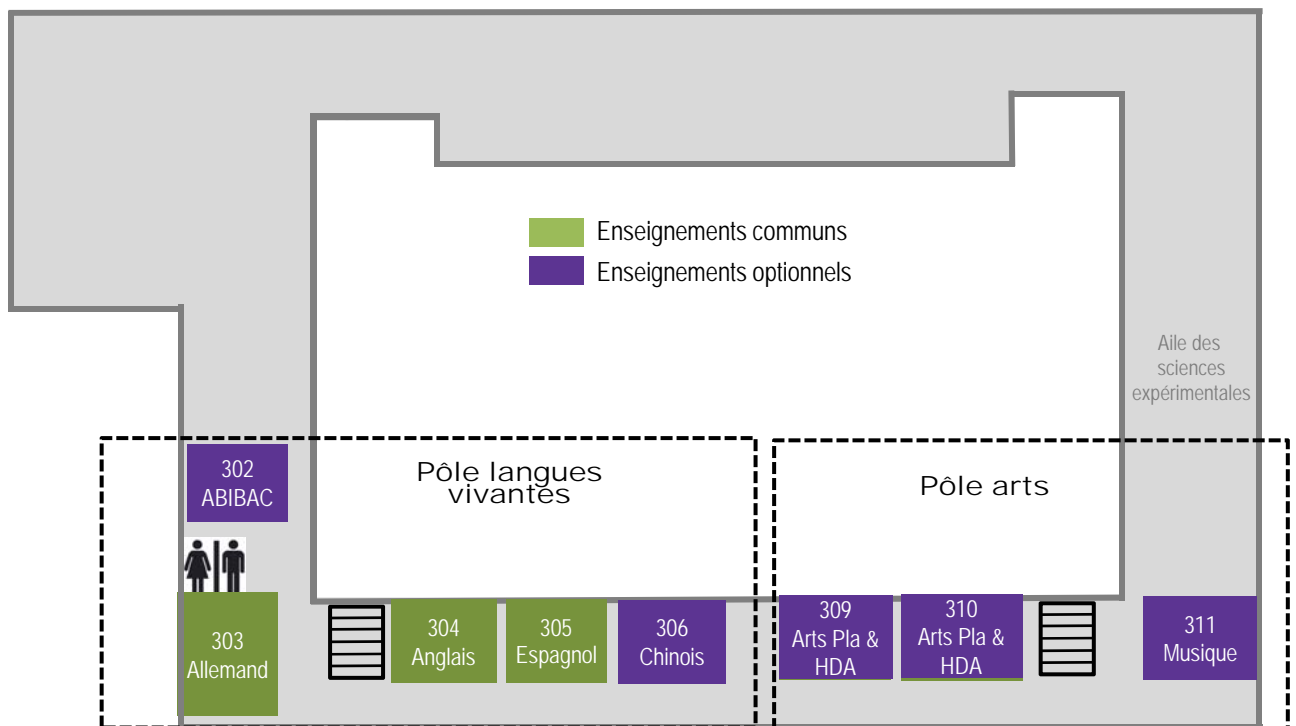 Enseignements communs
Enseignements optionnels
Aile des
sciences
expérimentales
Pôle langues
vivantes
Pôle arts
302
ABIBAC
303
Allemand
304
Anglais
305
Espagnol
306
Chinois
309
Arts Pla &
HDA
310
Arts Pla &
HDA
311
Musique